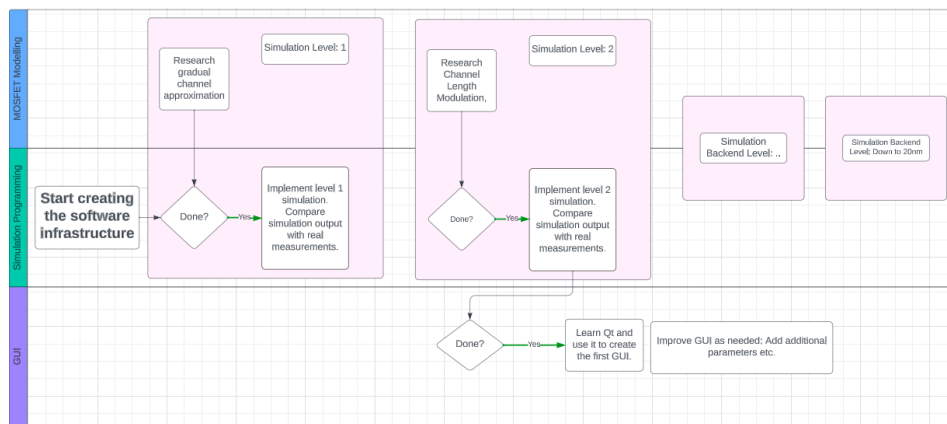 MOSFET Modelling
Simulation Programming
GUI
Simulation Level: 1
Research
gradual
channel
approximation
Start creating
the software
infrastructure
Done?
Yes
Implement level 1
simulation.
Compare
simulation output
with real
measurements.
Simulation Level: 2
Research
Channel
Length
Modulation,
Done?
Yes
Implement level 2
simulation.
Compare
simulation output
with real
measurements.
Simulation
Backend Level: ..
Simulation Backend
Level: Down to 20nm
Done?
Yes
Learn Qt and
use it to create
the first GUI.
Improve GUI as needed; Add additional
parameters etc.